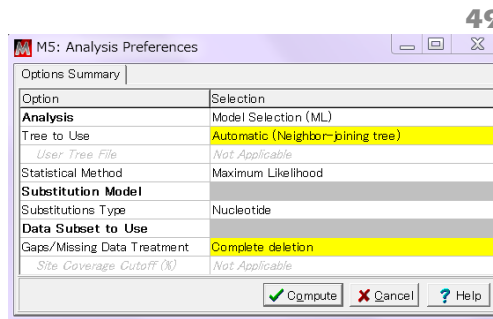 49
M5: Analysis Preferences
Options Summary
Option Selection
Analysis Model Selection (ML)
Tree to Use Automatic (Neighbor-joining tree)
User Tree File Not Applicable
Statistical Method Maximum Likelihood
Substitution Model
Substitutions Type Nucleotide
Data Subset to Use
Gaps/Missing Data Treatment Complete deletion
Site Coverage Cutoff (%) Not Applicable
Compute Cancel Help